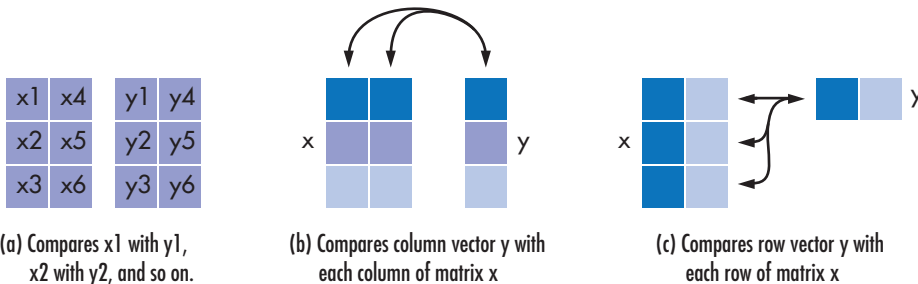 x1 x4 y1 y4
x2 x5 y2 y5
x3 x6 y3 y6
x
y
x
y
(a) Compares x1 with y1,
x2 with y2, and so on.
(b) Compares column vector y with
each column of matrix x
(c) Compares row vector y with
each row of matrix x